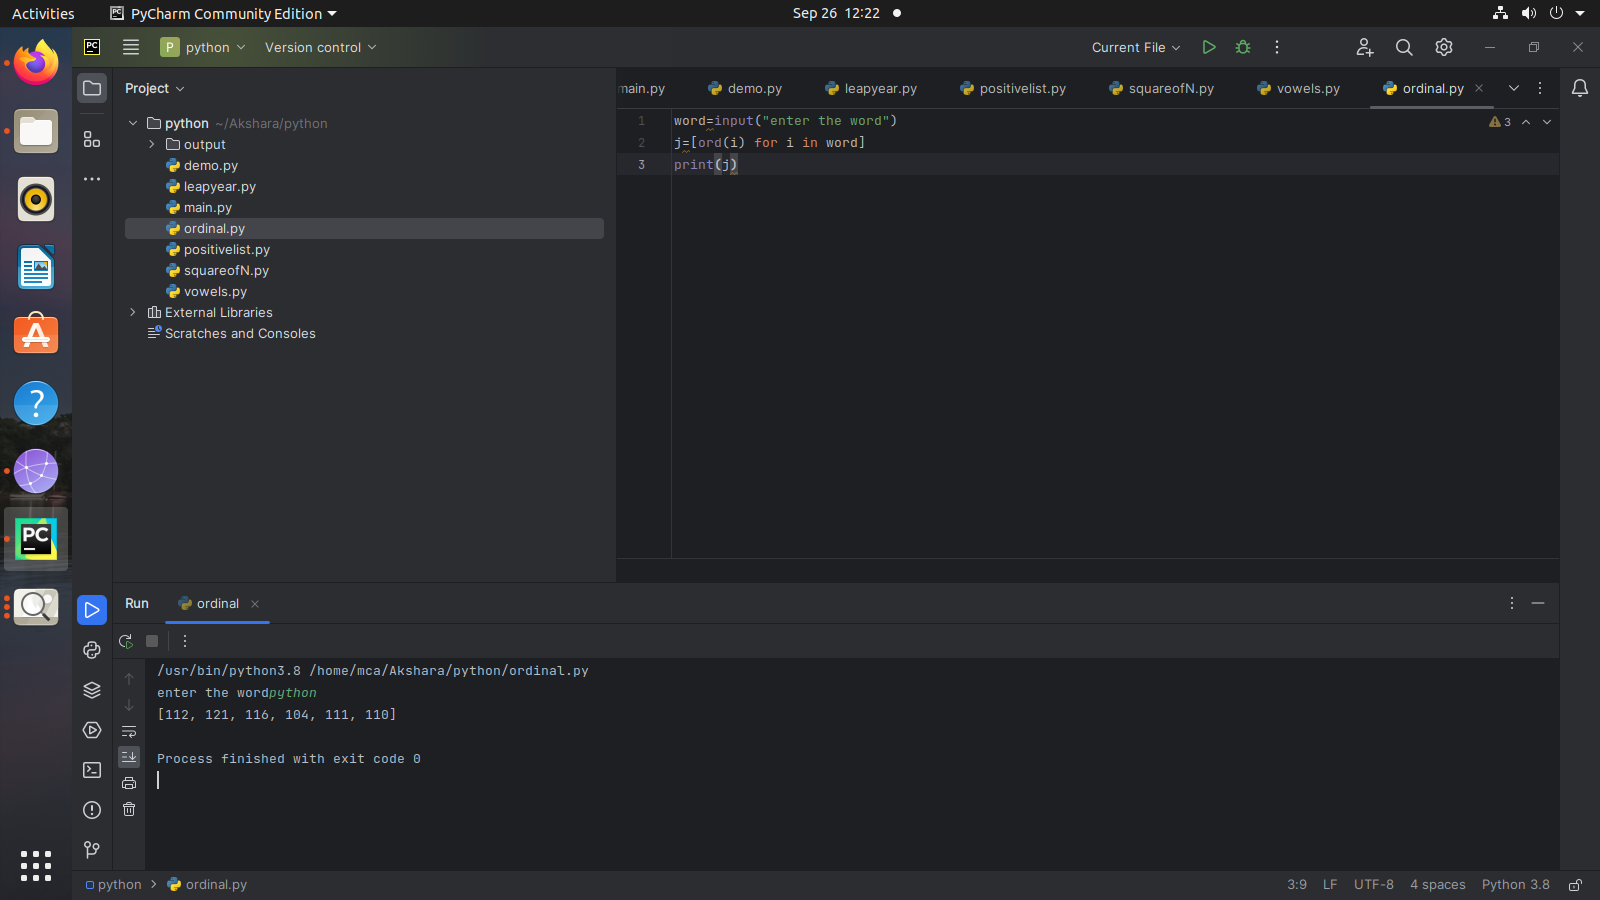 Activities PyCharm Community Edition Sep 26 12:22
PC P python Version control Current File
Project main.py demo.py leapyear.py positivelist.py squareofN.py vowels.py ordinal.py
python ~/Akshara/python
output
demo.py
leapyear.py
main.py
ordinal.py
positivelist.py
squareofN.py
vowels.py
External Libraries
Scratches and Consoles
1 word=input("enter the word") 3
2 j=[ord(i) for i in word]
3 print(j)
PC
Run ordinal
/usr/bin/python3.8 /home/mca/Akshara/python/ordinal.py
enter the wordpython
[112, 121, 116, 104, 111, 110]
Process finished with exit code 0
python ordinal.py 3:9 LF UTF-8 4 spaces Python 3.8